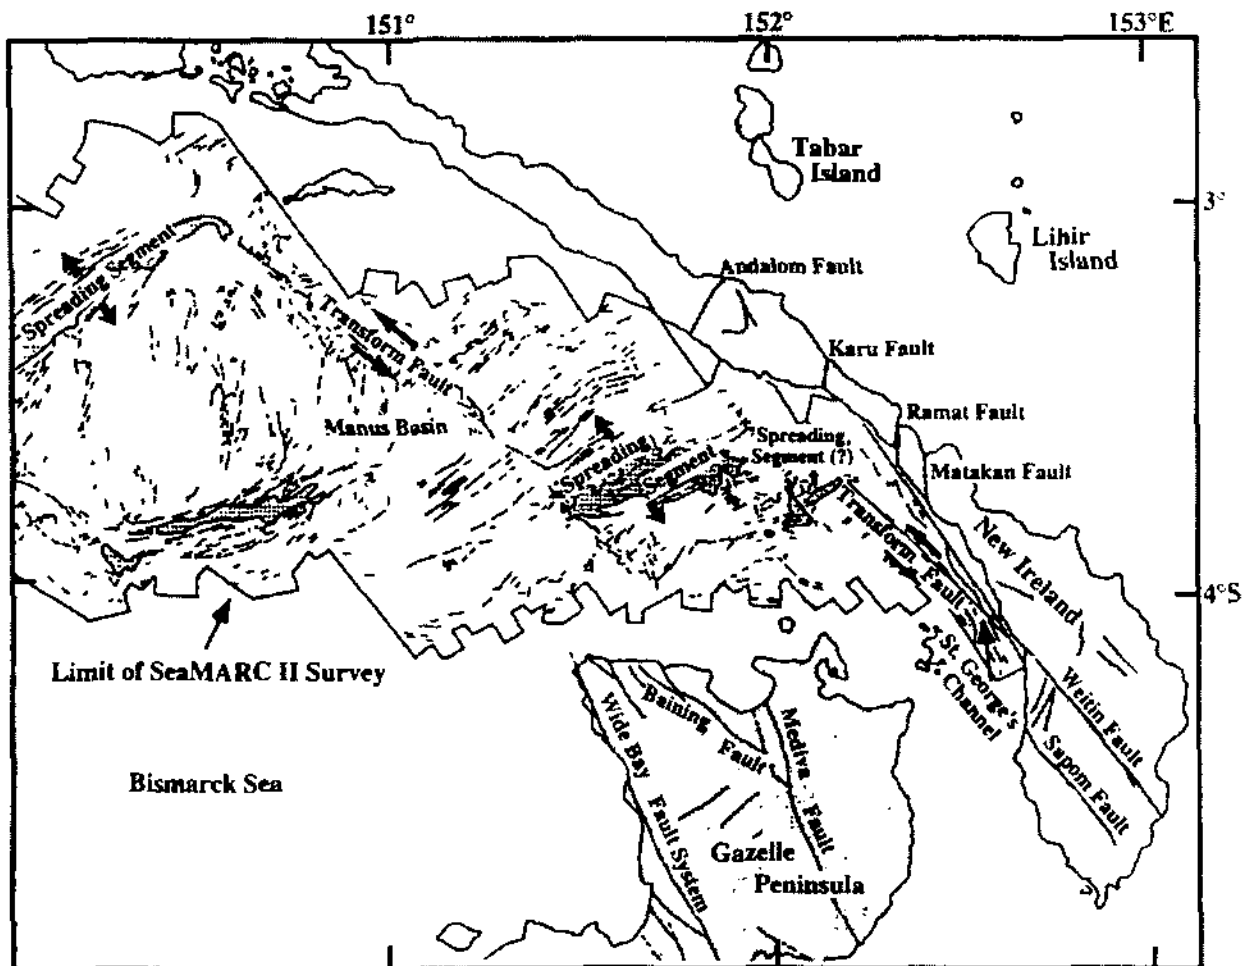 151°
152°
153°E
Tabar
Island
3°
Lihir
Island
Andalom Fault
Spreading Segment
Transform Fault
Karu Fault
Ramat Fault
Manus Basin
Spreading
Segment
?Spreading
Segment (?)
Matakan Fault
Transform Fault
New Ireland
4°S
Limit of SeaMARC II Survey
St. George's
Channel
Weitin Fault
Sapom Fault
Wide Bay
Fault System
Baining
Fault
Mediva
Fault
Bismarck Sea
Gazelle
Peninsula